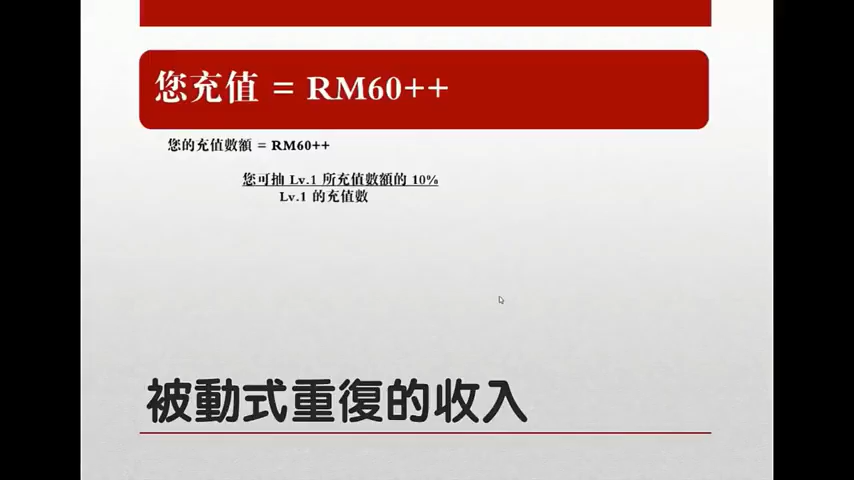 您充值 = RM60++
您的充值數額 = RM60++
您可抽 Lv.1 所充值數額的 10%
Lv.1 的充值數
被動式重復的收入